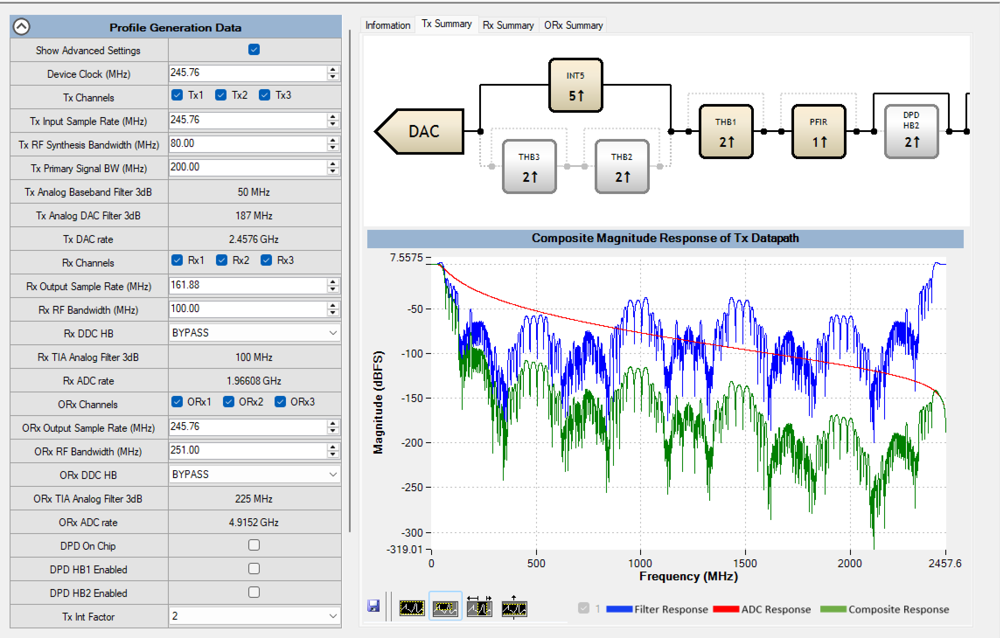 Profile Generation Data
Show Advanced Settings
Device Clock (MHz) 245.76
Tx Channels Tx1 Tx2 Tx3
Tx Input Sample Rate (MHz) 245.76
Tx RF Synthesis Bandwidth (MHz) 80.00
Tx Primary Signal BW (MHz) 200.00
Tx Analog Baseband Filter 3dB 50 MHz
Tx Analog DAC Filter 3dB 187 MHz
Tx DAC rate 2.4576 GHz
Rx Channels Rx1 Rx2 Rx3
Rx Output Sample Rate (MHz) 161.88
Rx RF Bandwidth (MHz) 100.00
Rx DDC HB BYPASS
Rx TIA Analog Filter 3dB 100 MHz
Rx ADC rate 1.96608 GHz
ORx Channels ORx1 ORx2 ORx3
ORx Output Sample Rate (MHz) 245.76
ORx RF Bandwidth (MHz) 251.00
ORx DDC HB BYPASS
ORx TIA Analog Filter 3dB 225 MHz
ORx ADC rate 4.9152 GHz
DPD On Chip
DPD HB1 Enabled
DPD HB2 Enabled
Tx Int Factor 2
Information Tx Summary Rx Summary ORx Summary
DAC
INT5
5↑
THB3
2↑
THB2
2↑
THB1
2↑
PFIR
1↑
DPD
HB2
2↑
Composite Magnitude Response of Tx Datapath
7.5575
-50
-100
-150
-200
-250
-300
-319.01
Magnitude (dBFS)
0 500 1000 1500 2000 2457.6
Frequency (MHz)
1 Filter Response ADC Response Composite Response